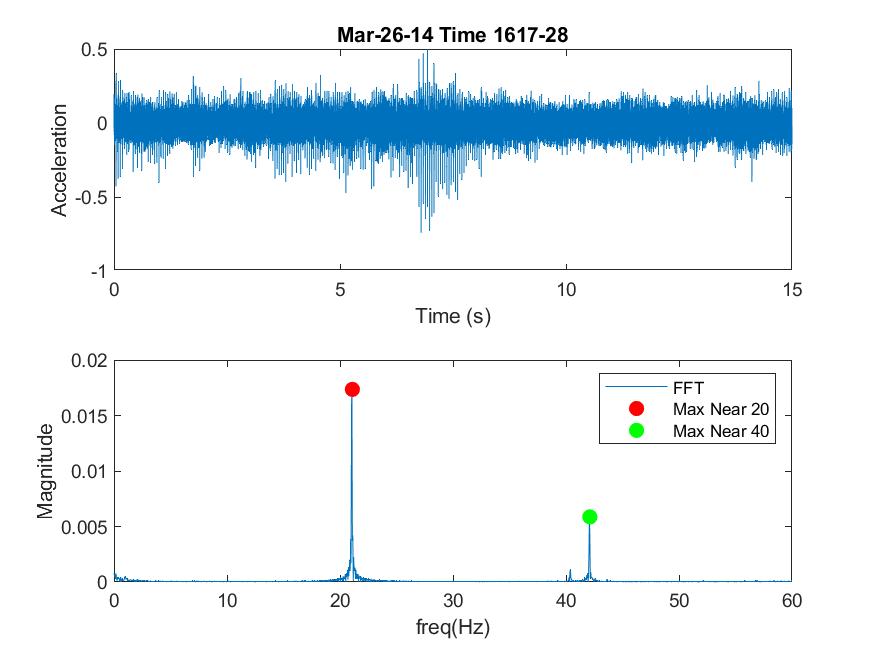 Mar-26-14 Time 1617-28
0.5
0
-0.5
-1
Acceleration
0 5 10 15
Time (s)
0.02
0.015
0.01
0.005
0
Magnitude
FFT
Max Near 20
Max Near 40
0 10 20 30 40 50 60
freq(Hz)